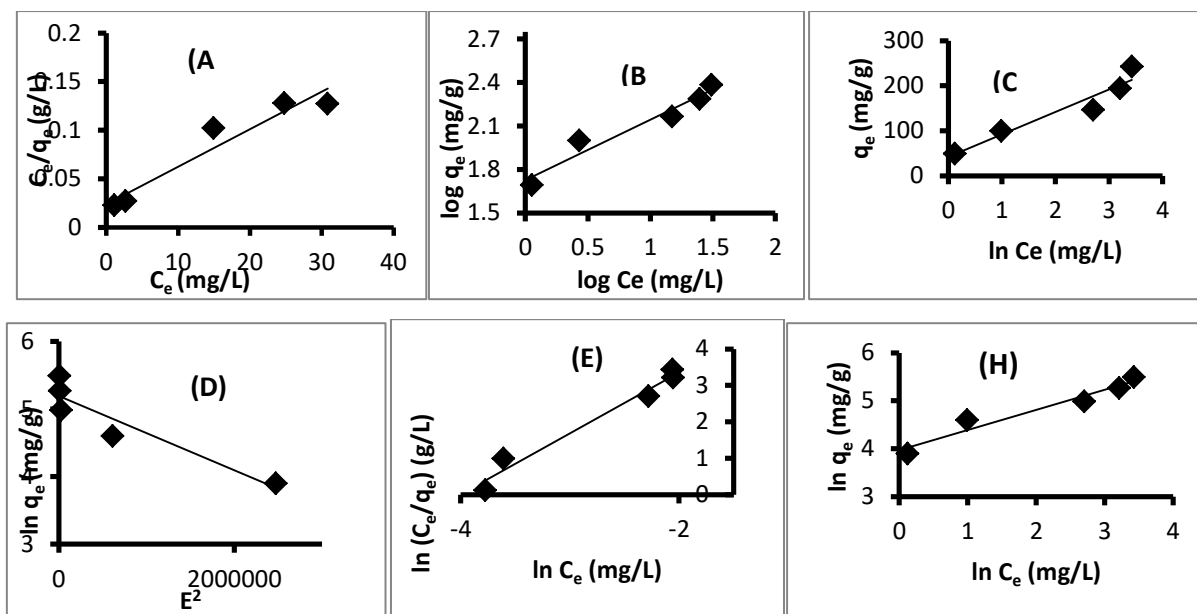 (A
C_e/q_e (g/L)
0.2
0.15
0.1
0.05
0
0 10 20 30 40
C_e (mg/L)
(B
log q_e (mg/g)
2.7
2.4
2.1
1.8
1.5
0 0.5 1 1.5 2
log Ce (mg/L)
(C
q_e (mg/g)
300
200
100
0
0 1 2 3 4
ln Ce (mg/L)
(D)
ln q_e (mg/g)
6
5
4
3
0 2000000
E²
(E)
ln (C_e/q_e) (g/L)
4
3
2
1
0
-4 -2
ln C_e (mg/L)
(H)
ln q_e (mg/g)
6
5
4
3
0 1 2 3 4
ln C_e (mg/L)